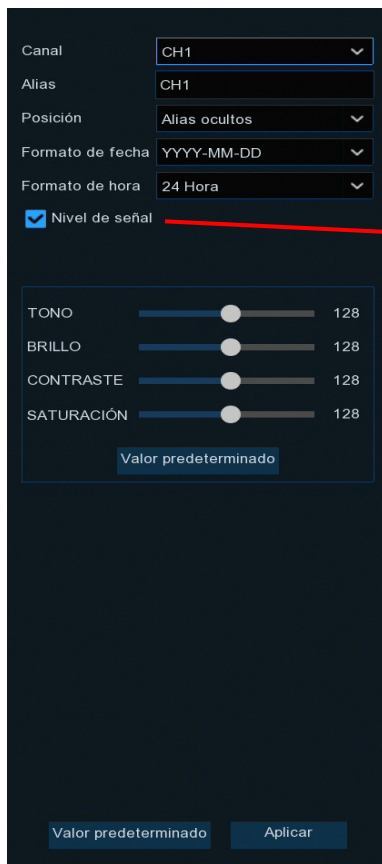 Canal CH1
Alias CH1
Posición Alias ocultos
Formato de fecha YYYY-MM-DD
Formato de hora 24 Hora
Nivel de señal
TONO 128
BRILLO 128
CONTRASTE 128
SATURACIÓN 128
Valor predeterminado
Valor predeterminado Aplicar